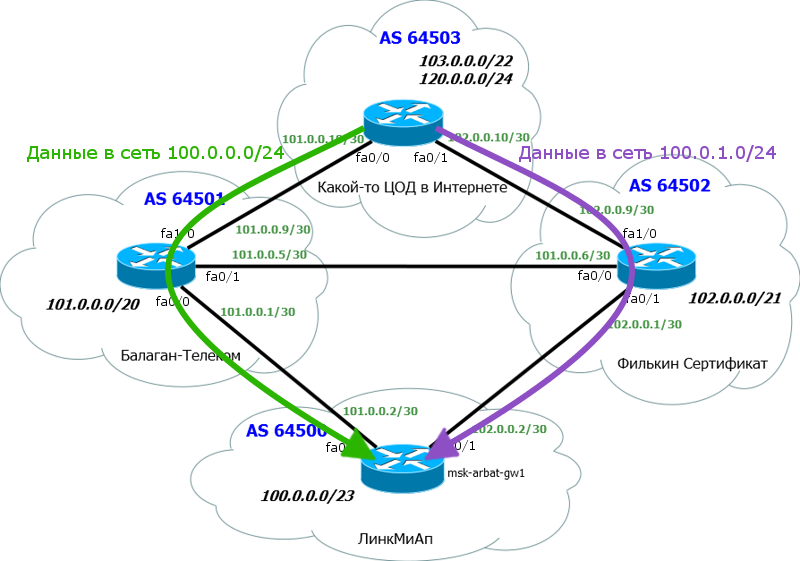 AS 64503
103.0.0.0/22
120.0.0.0/24
101.0.0.10/30
102.0.0.10/30
Данные в сеть 100.0.0.0/24
Данные в сеть 100.0.1.0/24
fa0/0
fa0/1
Какой-то ЦОД в Интернете
AS 64501
AS 64502
fa1/0
101.0.0.9/30
102.0.0.9/30
fa1/0
101.0.0.5/30
101.0.0.6/30
fa0/1
fa0/0
101.0.0.0/20
fa0/0
101.0.0.1/30
fa0/1
102.0.0.0/21
102.0.0.1/30
Балаган-Телеком
Филькин Сертификат
101.0.0.2/30
AS 64500
102.0.0.2/30
msk-arbat-gw1
100.0.0.0/23
ЛинкМиАп